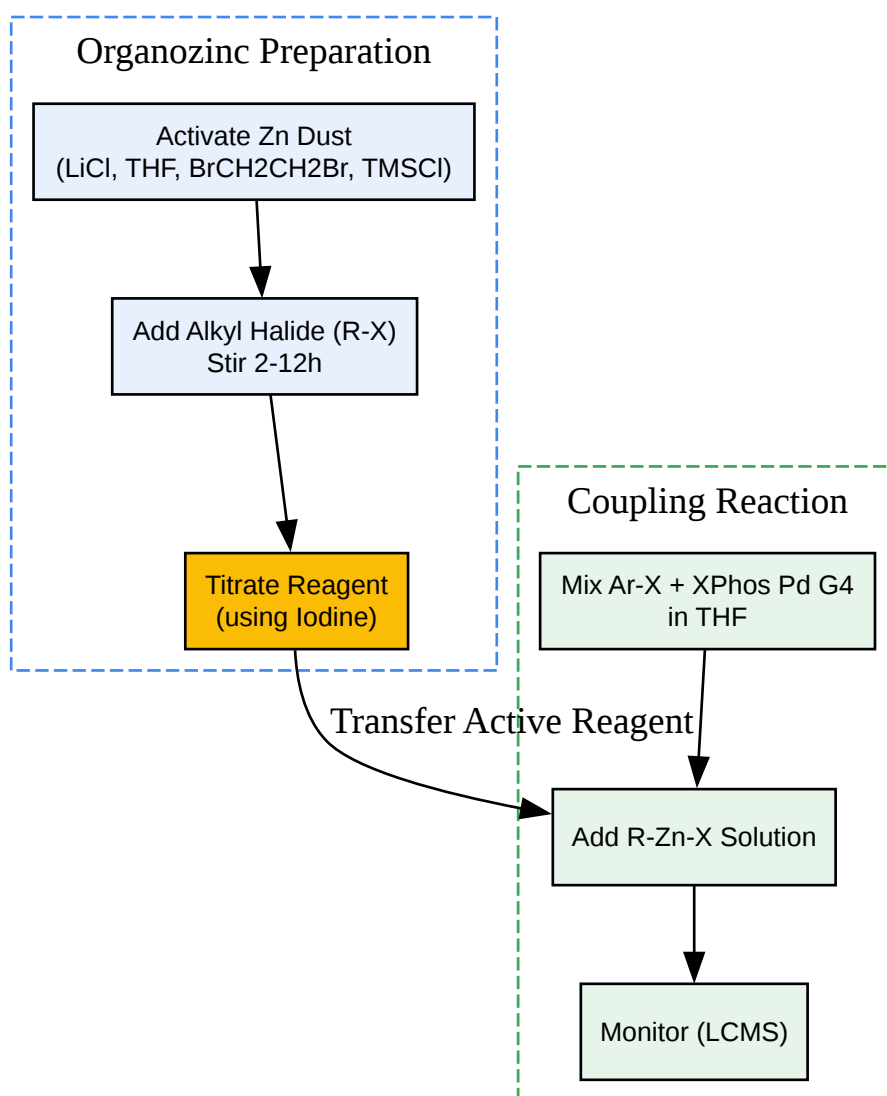 Organozinc Preparation
Activate Zn Dust
(LiCl, THF, BrCH2CH2Br, TMSCl)
Add Alkyl Halide (R-X)
Stir 2-12h
Titrate Reagent
(using Iodine)
Transfer Active Reagent
Coupling Reaction
Mix Ar-X + XPhos Pd G4
in THF
Add R-Zn-X Solution
Monitor (LCMS)